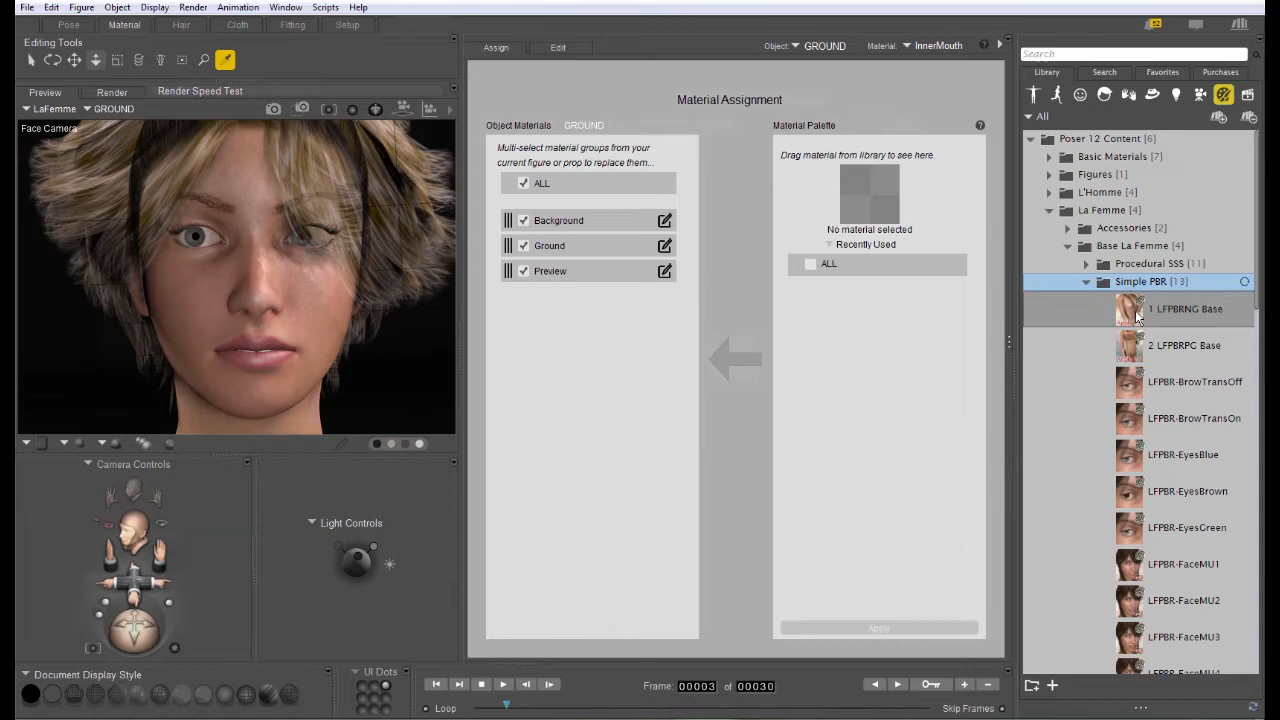 File Edit Figure Object Display Render Animation Window Scripts Help
Pose Material Hair Cloth Fitting Setup
52
Editing Tools
Assign Edit Object: GROUND Material: InnerMouth ?
Search
Library Search Favorites Purchases
Preview Render Render Speed Test
LaFemme GROUND
Face Camera
Material Assignment
Object Materials GROUND
Multi-select material groups from your
current figure or prop to replace them...
ALL
Background
Ground
Preview
Material Palette ?
Drag material from library to see here.
No material selected
Recently Used
ALL
Apply
All
Poser 12 Content [6]
Basic Materials [7]
Figures [1]
L'Homme [4]
La Femme [4]
Accessories [2]
Base La Femme [4]
Procedural SSS [11]
Simple PBR [13]
1 LFPBRNG Base
2 LFPBRPG Base
LFPBR-BrowTransOff
LFPBR-BrowTransOn
LFPBR-EyesBlue
LFPBR-EyesBrown
LFPBR-EyesGreen
LFPBR-FaceMU1
LFPBR-FaceMU2
LFPBR-FaceMU3
LFPBR-FaceMU4
Camera Controls
Light Controls
Document Display Style
UI Dots
Frame: 00003 of 00030
Loop Skip Frames